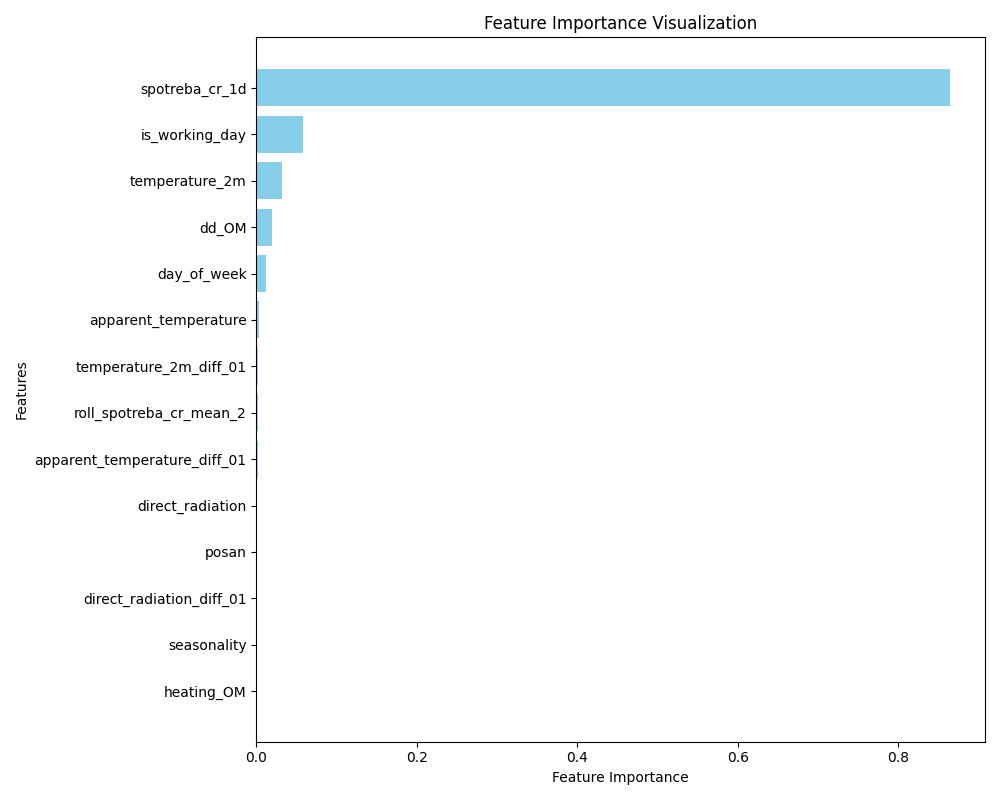 Feature Importance Visualization
spotreba_cr_1d
is_working_day
temperature_2m
dd_OM
day_of_week
apparent_temperature
temperature_2m_diff_01
roll_spotreba_cr_mean_2
apparent_temperature_diff_01
direct_radiation
posan
direct_radiation_diff_01
seasonality
heating_OM
Features
0.0 0.2 0.4 0.6 0.8
Feature Importance